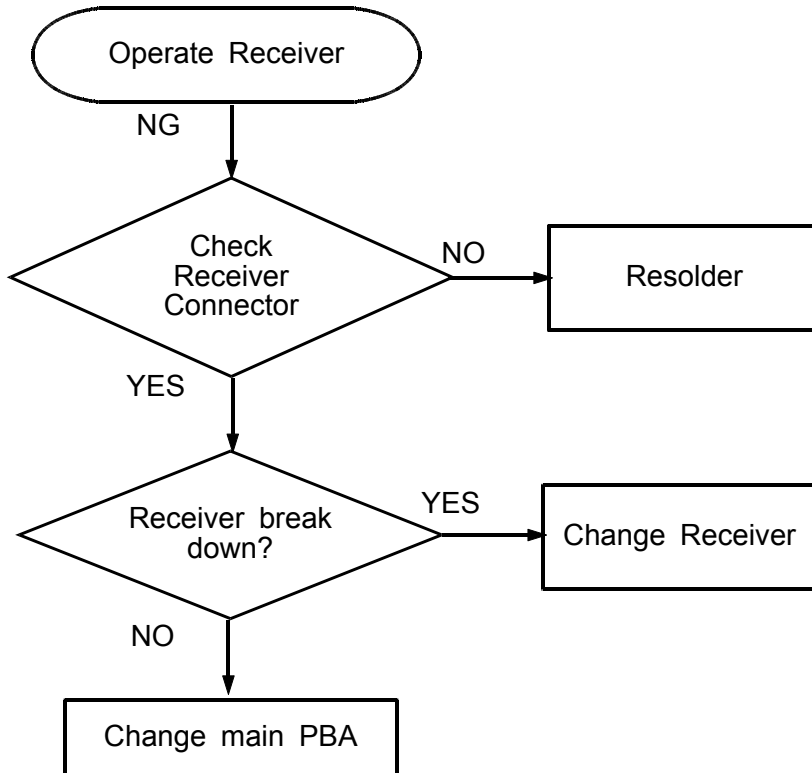 Operate Receiver
NG
Check
Receiver
Connector
NO
Resolder
YES
Receiver break
down?
YES
Change Receiver
NO
Change main PBA